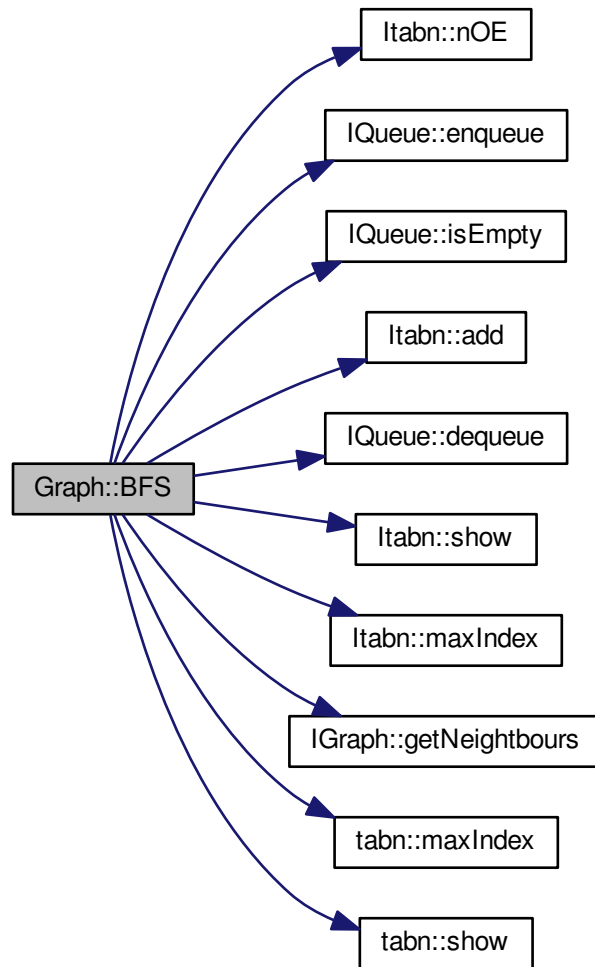 Itabn::nOE
IQueue::enqueue
IQueue::isEmpty
Itabn::add
IQueue::dequeue
Graph::BFS
Itabn::show
Itabn::maxIndex
IGraph::getNeightbours
tabn::maxIndex
tabn::show